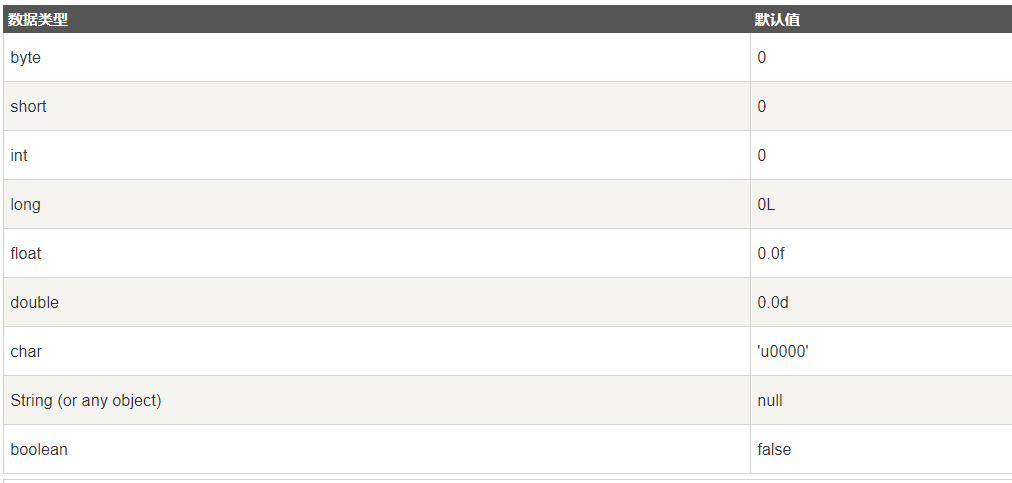 数据类型 默认值
byte 0
short 0
int 0
long 0L
float 0.0f
double 0.0d
char 'u0000'
String (or any object) null
boolean false